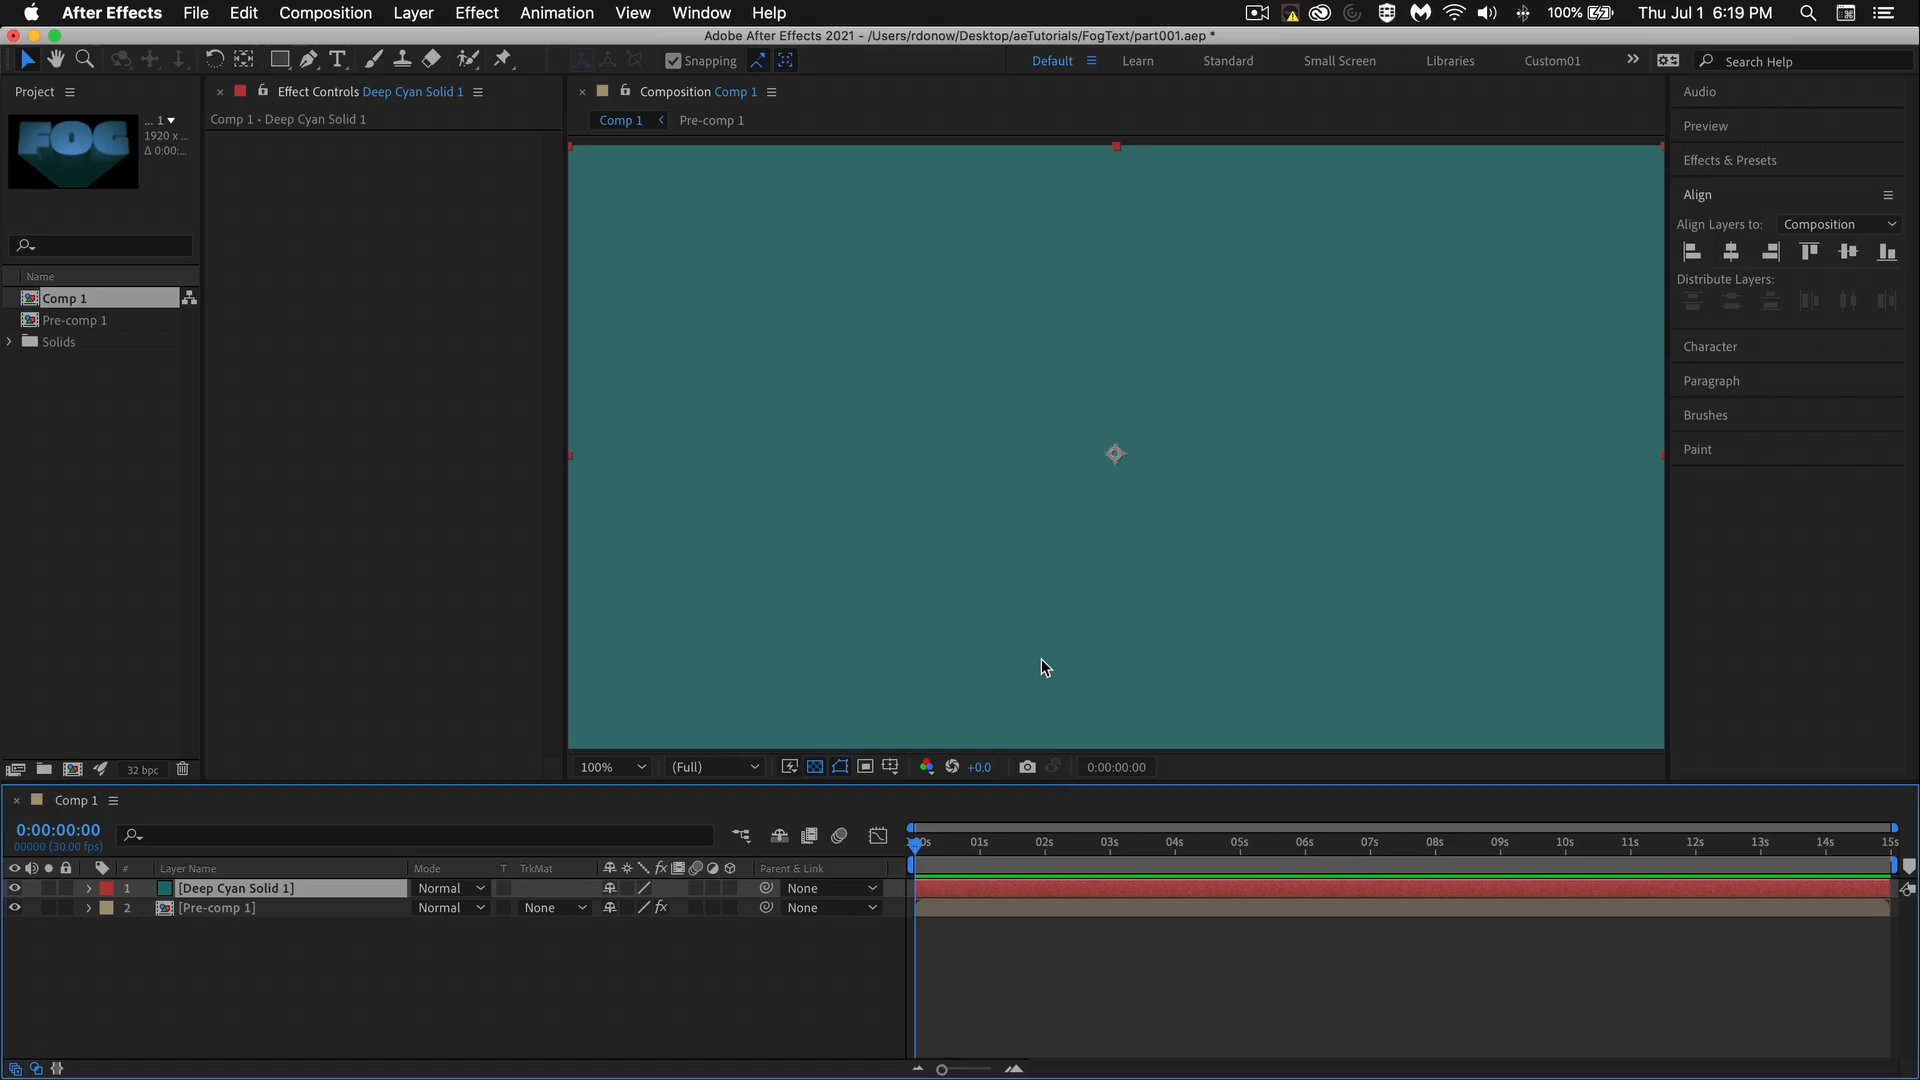 After Effects File Edit Composition Layer Effect Animation View Window Help 100% Thu Jul 1 6:19 PM
Adobe After Effects 2021 - /Users/rdonow/Desktop/aeTutorials/FogText/part001.aep *
Snapping Default Learn Standard Small Screen Libraries Custom01 Search Help
Project Effect Controls Deep Cyan Solid 1 Composition Comp 1 Audio
Comp 1 • Deep Cyan Solid 1 Comp 1 Pre-comp 1
... 1
1920 x ...
Δ 0:00:...
FOG
Preview
Effects & Presets
Align
Align Layers to: Composition
Distribute Layers:
Name
Comp 1
Pre-comp 1
Solids
Character
Paragraph
Brushes
Paint
32 bpc 100% (Full) +0.0 0:00:00:00
Comp 1
0:00:00:00
00000 (30.00 fps)
01s 02s 03s 04s 05s 06s 07s 08s 09s 10s 11s 12s 13s 14s 15s
# Layer Name Mode T TrkMat Parent & Link
1 [Deep Cyan Solid 1] Normal None
2 [Pre-comp 1] Normal None None